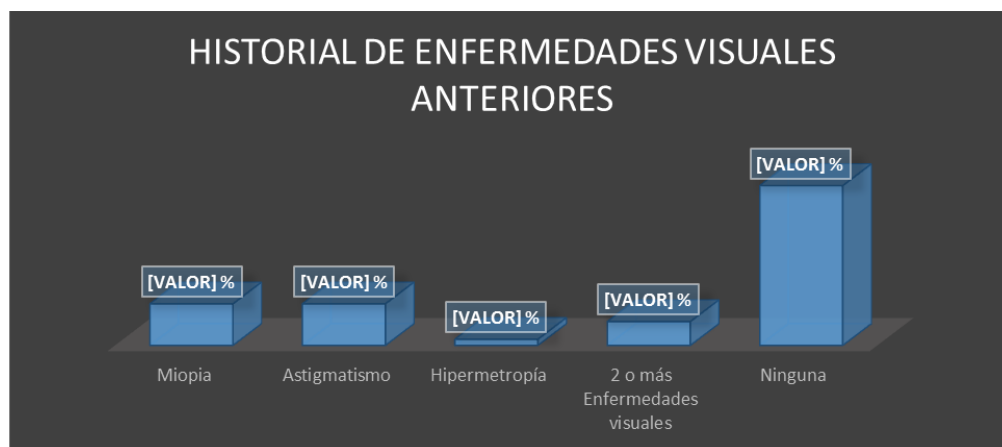 HISTORIAL DE ENFERMEDADES VISUALES
ANTERIORES
[VALOR] %
[VALOR] %
[VALOR] %
[VALOR] %
[VALOR] %
Miopia
Astigmatismo
Hipermetropía
2 o más
Enfermedades
visuales
Ninguna